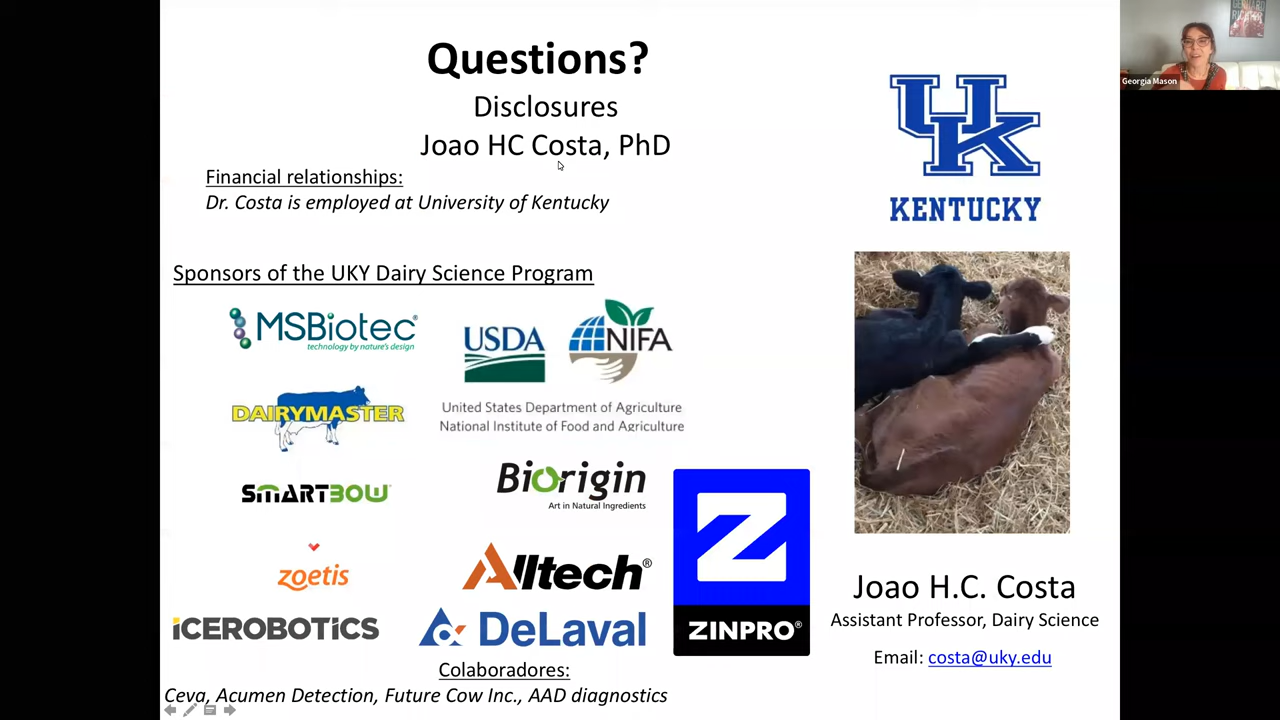 Questions?
Disclosures
Joao HC Costa, PhD
Financial relationships:
Dr. Costa is employed at University of Kentucky
Sponsors of the UKY Dairy Science Program
MSBiotec®
technology by nature's design
USDA
NIFA
United States Department of Agriculture
National Institute of Food and Agriculture
DAIRYMASTER
SMARTBOW
Biorigin
Art in Natural Ingredients
zoetis
Alltech®
ICEROBOTICS
DeLaval
Z
ZINPRO®
Colaboradores:
Ceva, Acumen Detection, Future Cow Inc., AAD diagnostics
UK
KENTUCKY
Joao H.C. Costa
Assistant Professor, Dairy Science
Email: costa@uky.edu
GERHARD
RICHTER
Georgia Mason